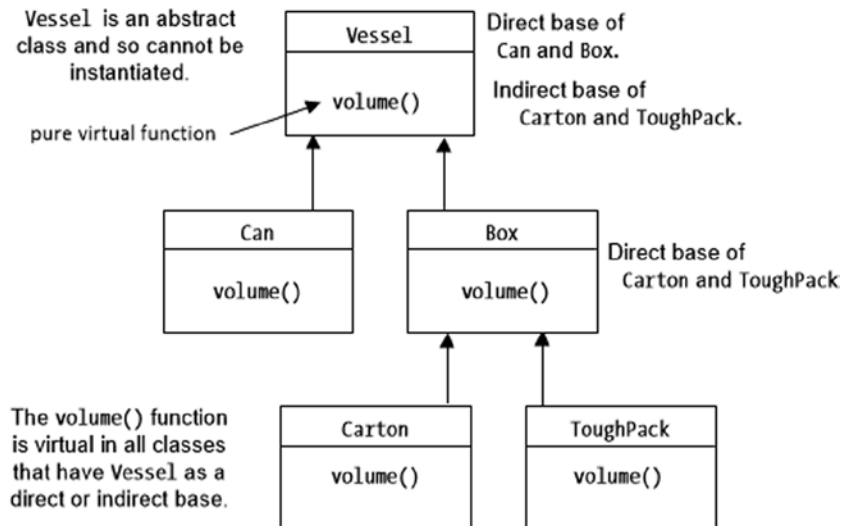 Vessel is an abstract
class and so cannot be
instantiated.
pure virtual function
Vessel
volume()
Direct base of
Can and Box.
Indirect base of
Carton and ToughPack.
Can
volume()
Box
volume()
Direct base of
Carton and ToughPack
The volume() function
is virtual in all classes
that have Vessel as a
direct or indirect base.
Carton
volume()
ToughPack
volume()